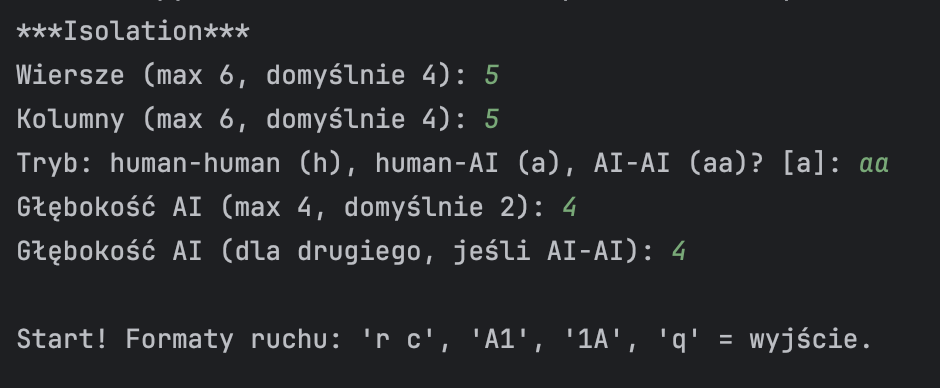 ***Isolation***
Wiersze (max 6, domyślnie 4): 5
Kolumny (max 6, domyślnie 4): 5
Tryb: human-human (h), human-AI (a), AI-AI (aa)? [a]: aa
Głębokość AI (max 4, domyślnie 2): 4
Głębokość AI (dla drugiego, jeśli AI-AI): 4
Start! Formaty ruchu: 'r c', 'A1', '1A', 'q' = wyjście.